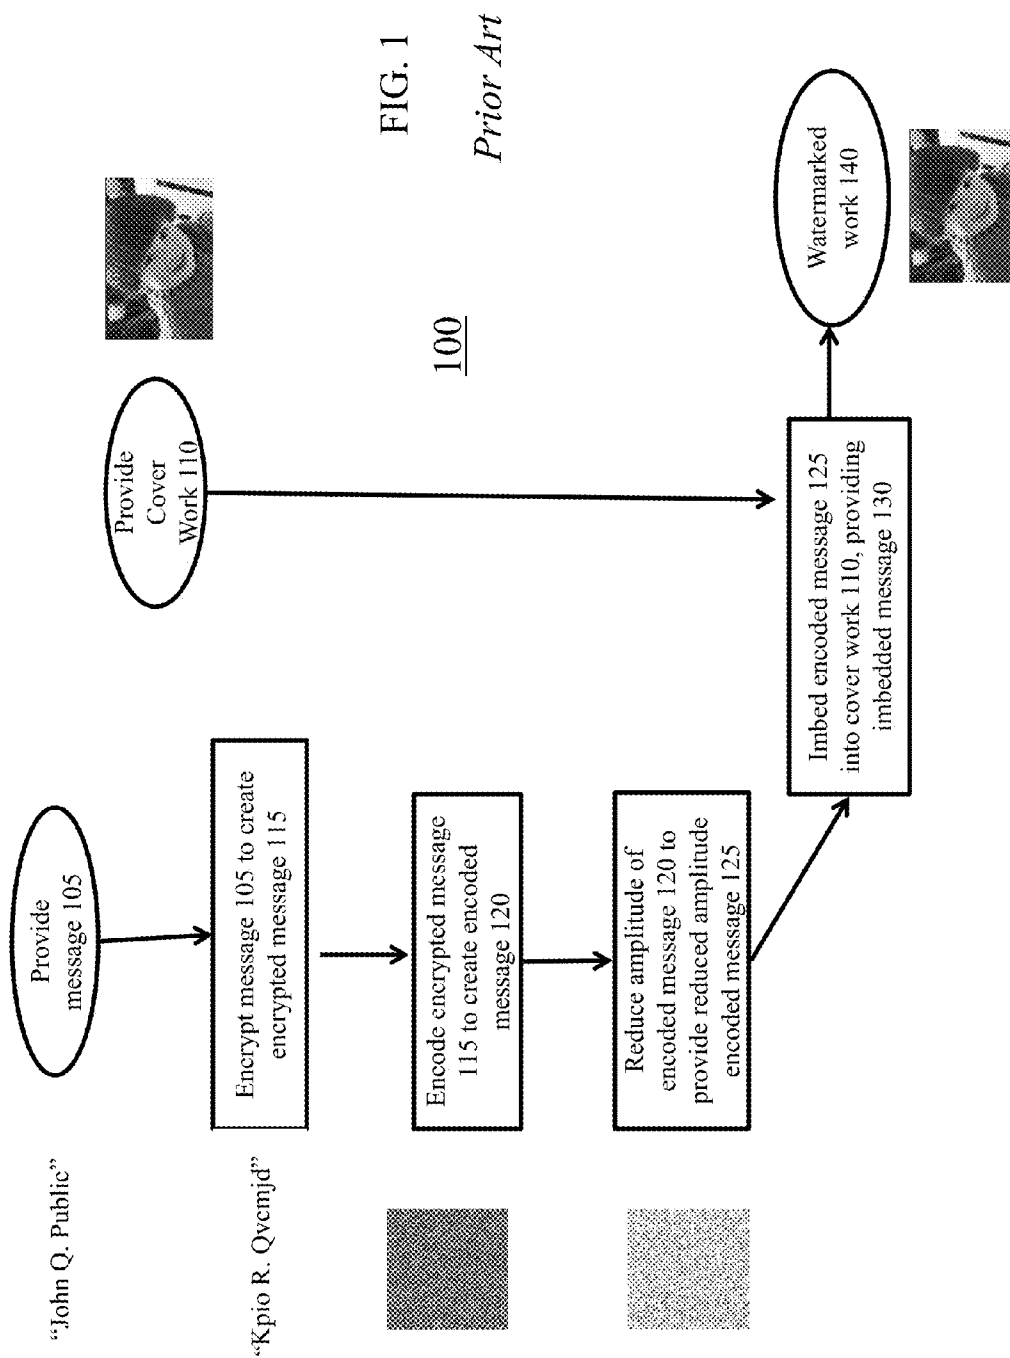 "John Q. Public"
Provide
message 105
"Kpio R. Qvcmjd"
Encrypt message 105 to create
encrypted message 115
Encode encrypted message
115 to create encoded
message 120
Reduce amplitude of
encoded message 120 to
provide reduced amplitude
encoded message 125
Provide
Cover
Work 110
Imbed encoded message 125
into cover work 110, providing
imbedded message 130
Watermarked
work 140
100
FIG. 1
Prior Art